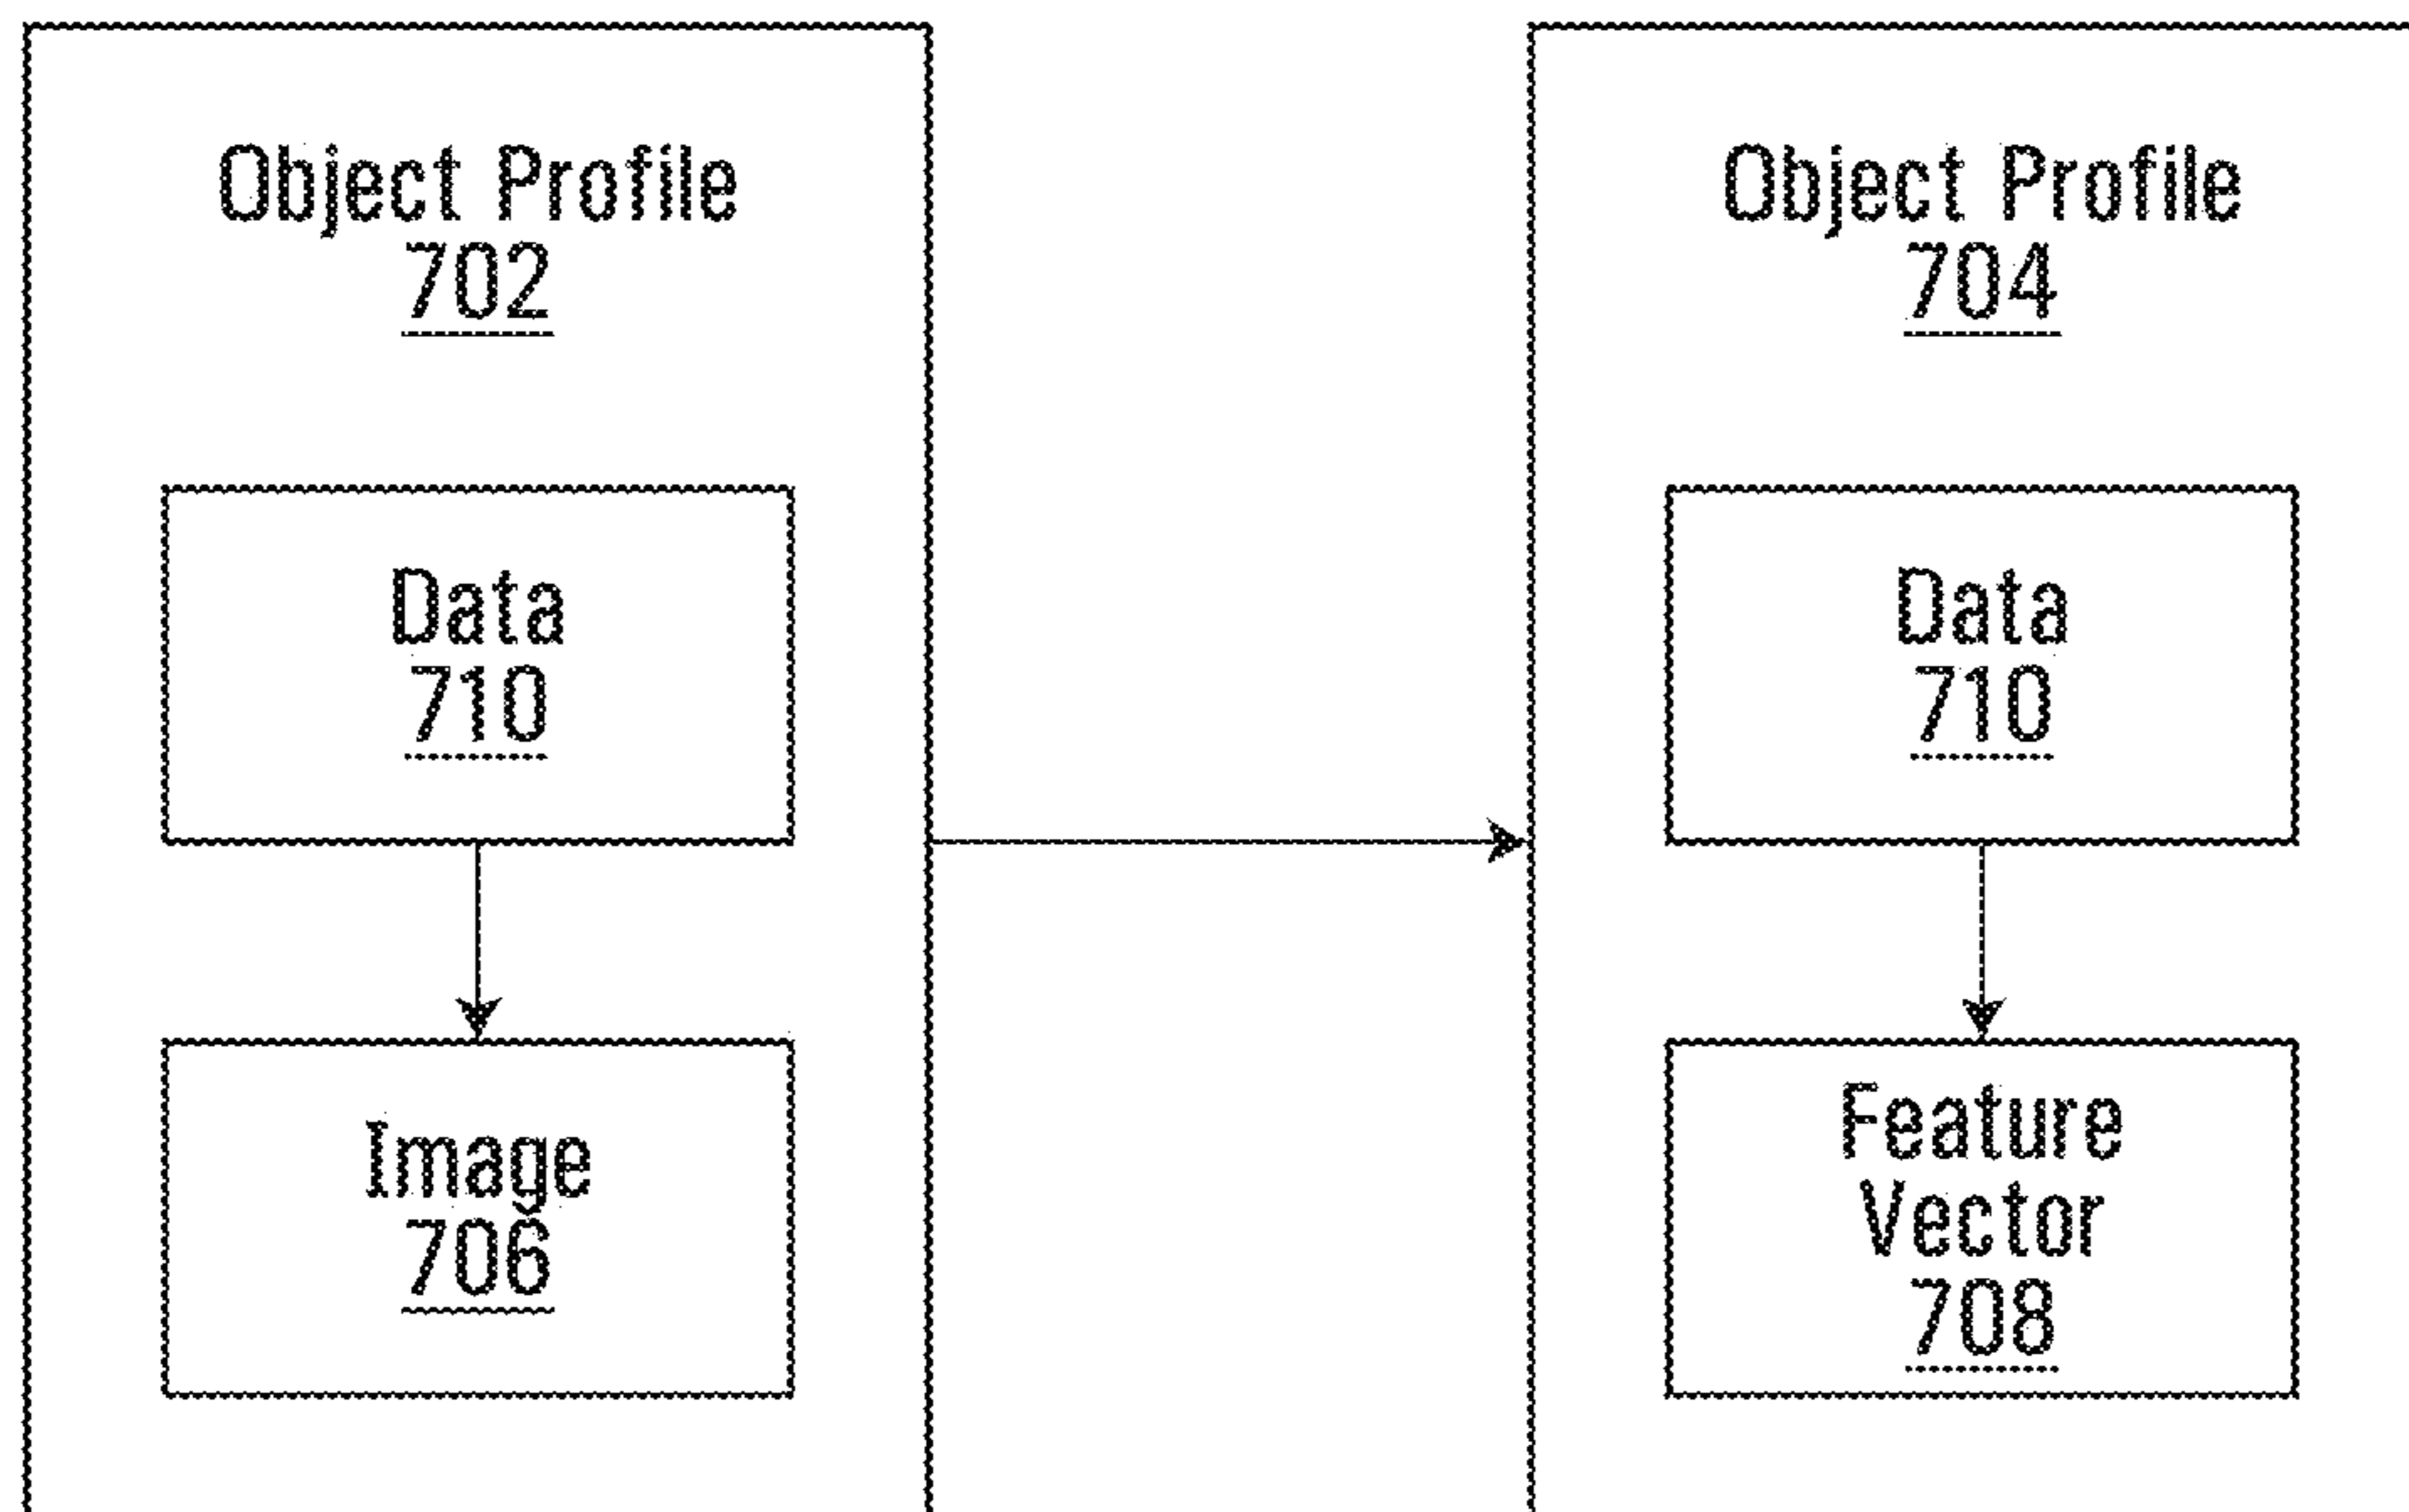 Object Profile
702
Data
710
Image
706
Object Profile
704
Data
710
Feature
Vector
708